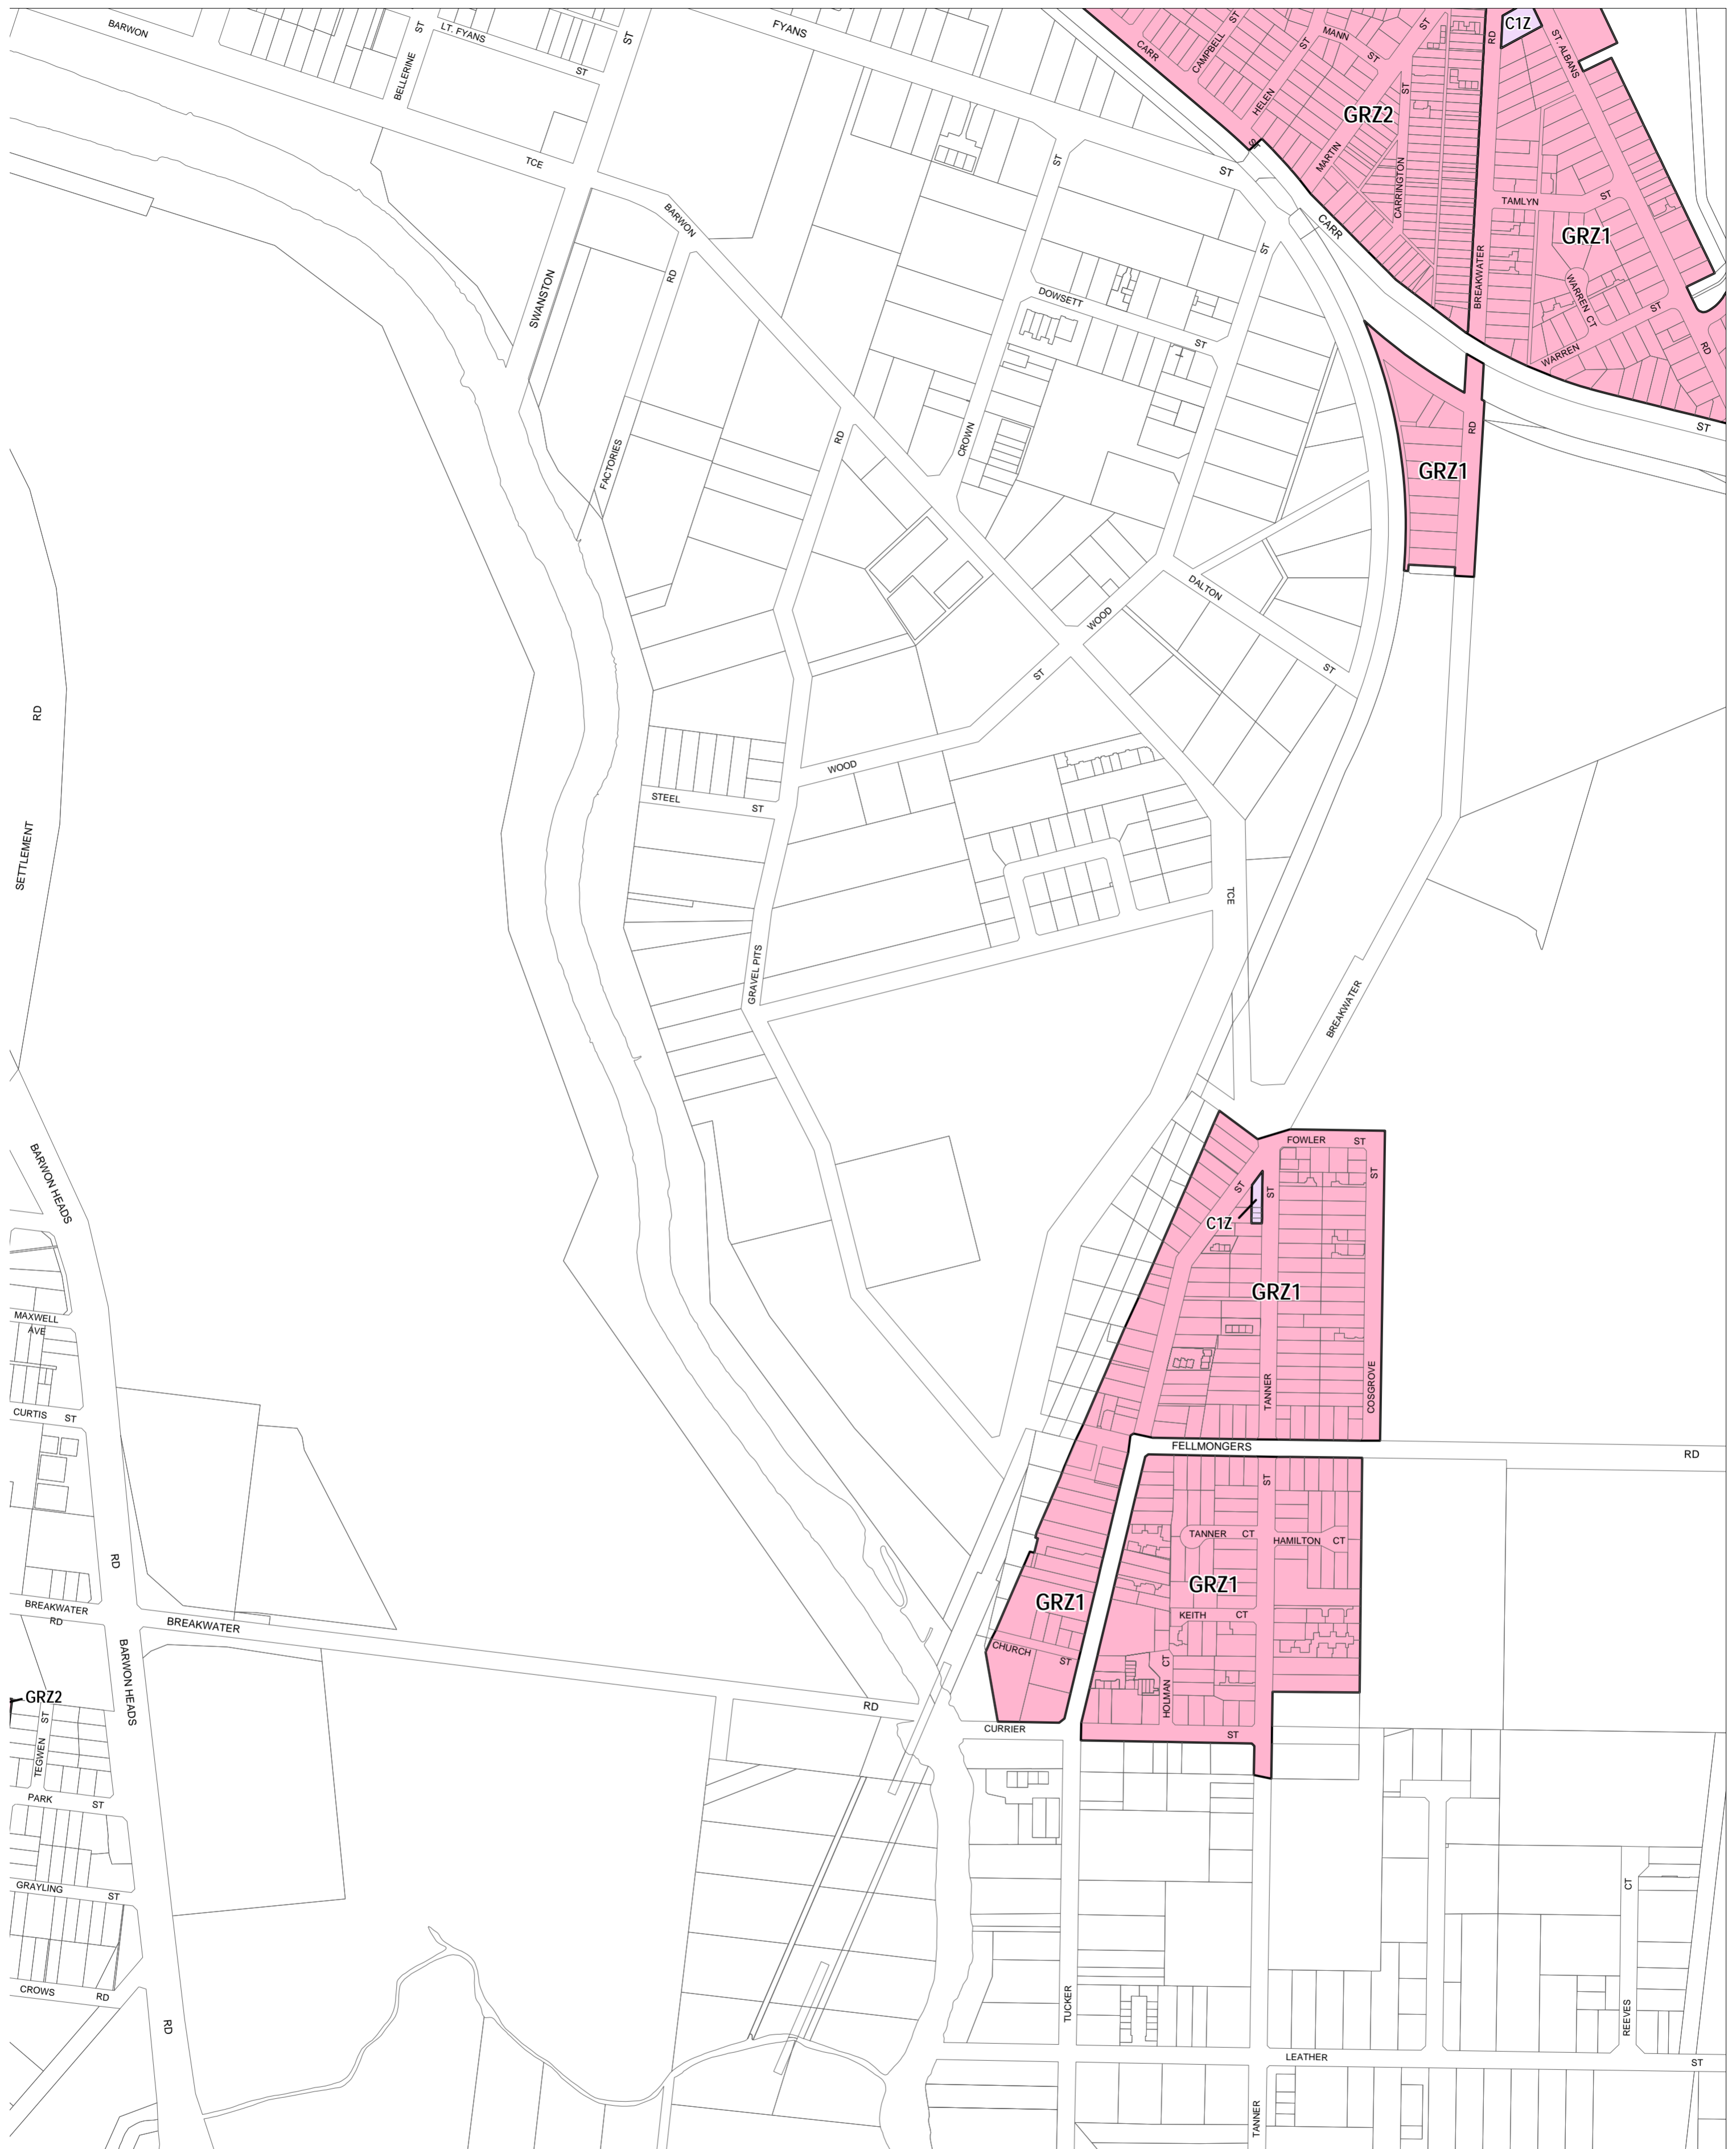 BARWON
BELLERINE ST
LT. FYANS
ST
ST
FYANS
CARR
CAMPBELL ST
HELEN ST
ST
MANN
ST
ST
C1Z
RD
ST. ALBANS
GRZ2
ST
MARTIN
CARRINGTON
TCE
BARWON
ST
ST
CARR
TAMLYN
ST
GRZ1
BREAKWATER
WARREN CT
ST
WARREN
RD
SWANSTON
RD
ST
DOWSETT
ST
ST
RD
FACTORIES
CROWN
RD
GRZ1
DALTON
WOOD
ST
ST
RD
WOOD
STEEL
ST
SETTLEMENT
TCE
GRAVEL PITS
BREAKWATER
BARWON HEADS
FOWLER ST
ST
ST
ST
C1Z
GRZ1
MAXWELL
AVE
CURTIS ST
TANNER
COSGROVE
FELLMONGERS
RD
ST
TANNER CT
HAMILTON CT
RD
GRZ1
GRZ1
BREAKWATER
RD
BREAKWATER
KEITH CT
CHURCH
ST
HOLMAN CT
BARWON HEADS
GRZ2
RD
CURRIER
ST
TEGWEN ST
PARK
ST
GRAYLING
ST
CT
CROWS
RD
RD
TUCKER
REEVES
LEATHER
ST
TANNER